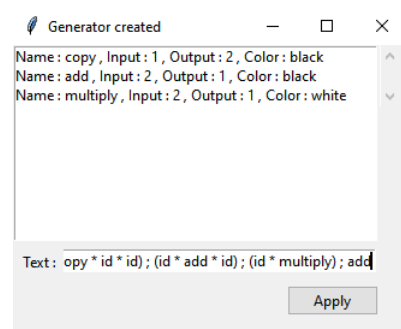 Generator created
Name : copy , Input : 1 , Output : 2 , Color : black
Name : add , Input : 2 , Output : 1 , Color : black
Name : multiply , Input : 2 , Output : 1 , Color : white
Text : opy * id * id) ; (id * add * id) ; (id * multiply) ; add
Apply